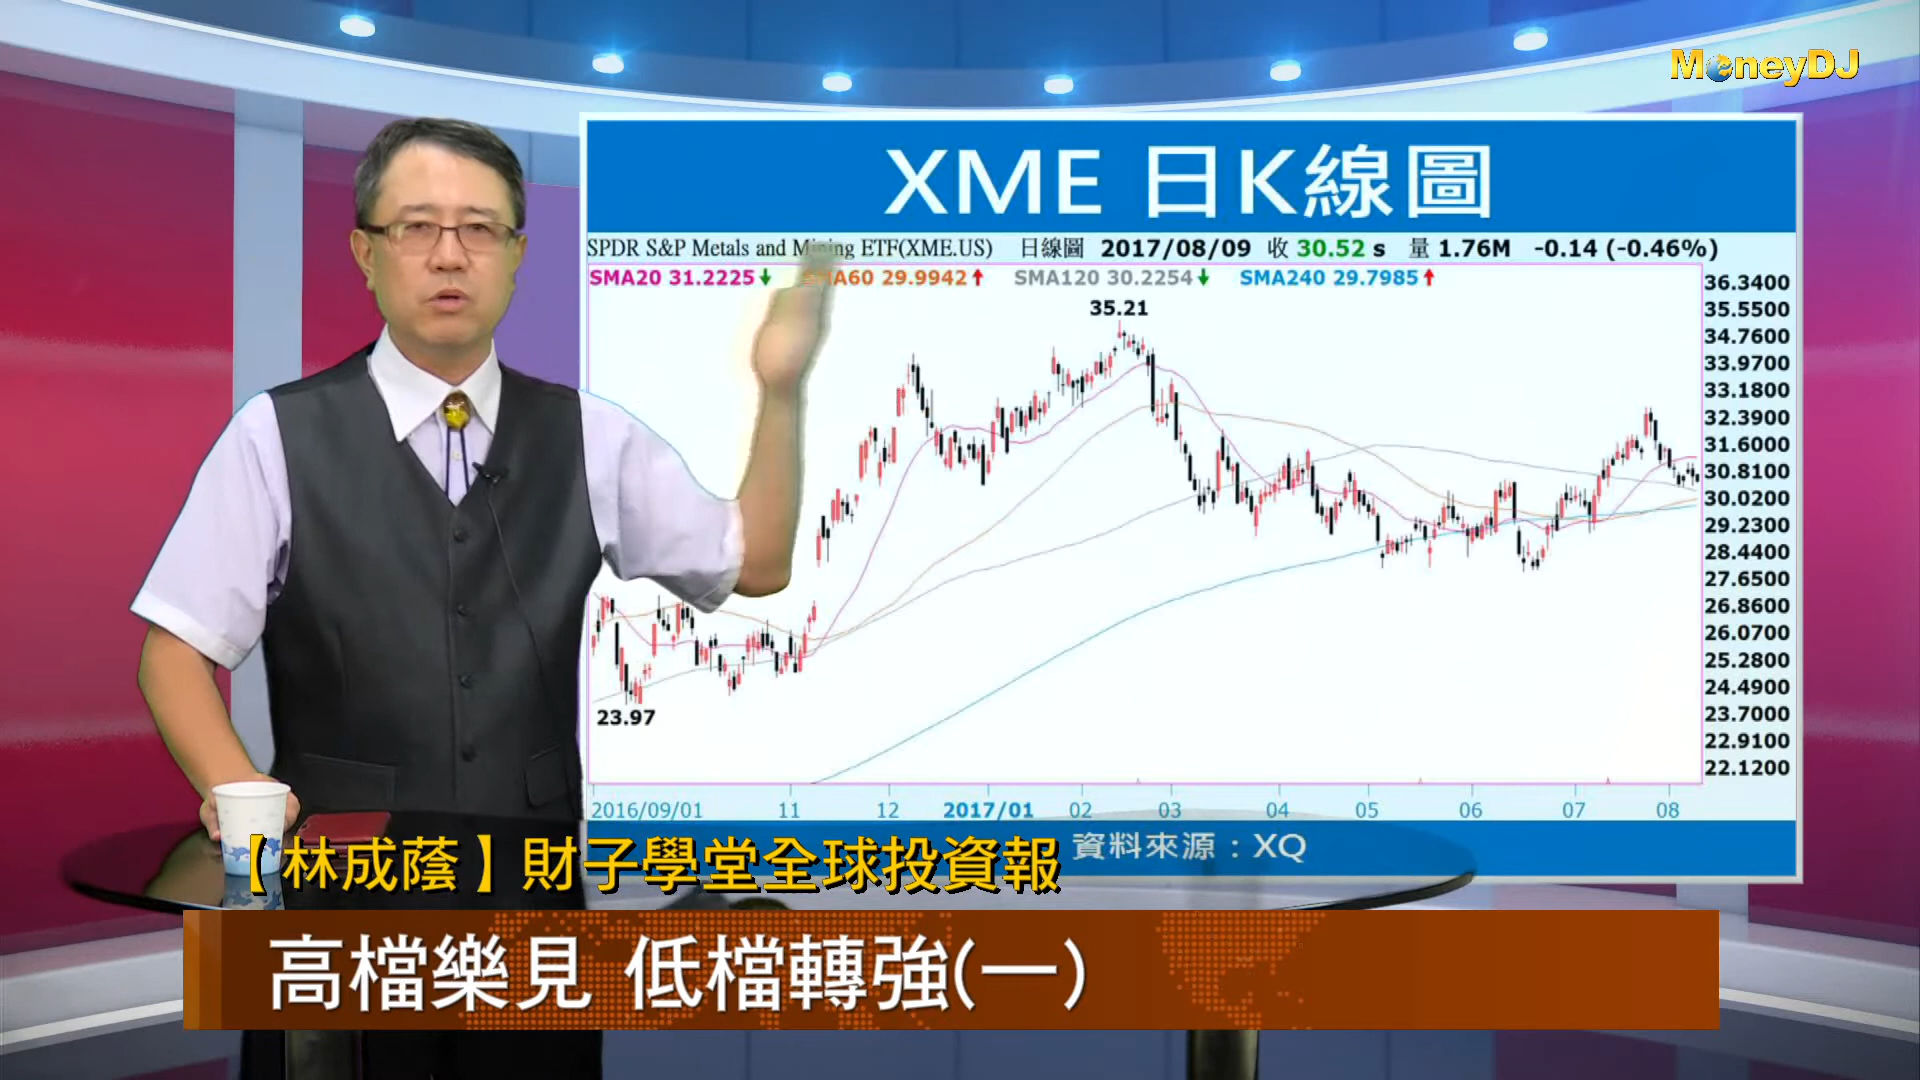 MoneyDJ
XME 日K線圖
SPDR S&P Metals and Mining ETF(XME.US) 日線圖 2017/08/09 收 30.52 s 量 1.76M -0.14 (-0.46%)
SMA20 31.2225↓ SMA60 29.9942↑ SMA120 30.2254↓ SMA240 29.7985↑
36.3400
35.5500
35.21
34.7600
33.9700
33.1800
32.3900
31.6000
30.8100
30.0200
29.2300
28.4400
27.6500
26.8600
26.0700
25.2800
24.4900
23.97
23.7000
22.9100
22.1200
2016/09/01 11 12 2017/01 02 03 04 05 06 07 08
資料來源：XQ
【林成蔭】財子學堂全球投資報
高檔樂見 低檔轉強(一)